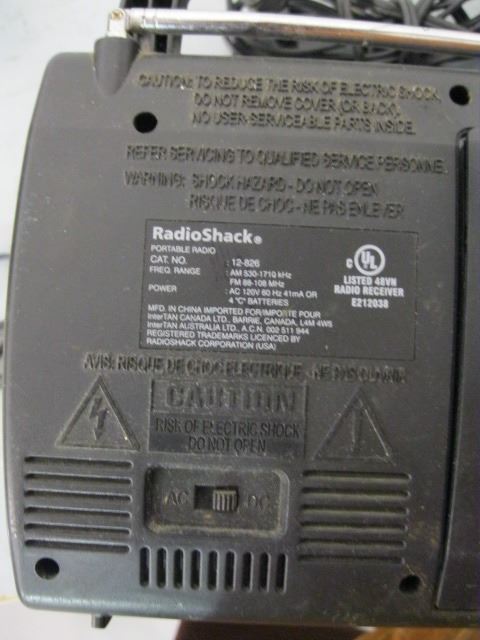 CAUTION: TO REDUCE THE RISK OF ELECTRIC SHOCK,
DO NOT REMOVE COVER (OR BACK).
NO USER-SERVICEABLE PARTS INSIDE.
REFER SERVICING TO QUALIFIED SERVICE PERSONNEL.
WARNING: SHOCK HAZARD - DO NOT OPEN
RISQUE DE CHOC - NE PAS ENLEVER
RadioShack®
PORTABLE RADIO
CAT. NO. : 12-826
FREQ. RANGE : AM 530-1710 kHz
FM 88-108 MHz
POWER : AC 120V 60 Hz 41mA OR
4 "C" BATTERIES
MFD. IN CHINA IMPORTED FOR/IMPORTE POUR
InterTAN CANADA LTD., BARRIE, CANADA, L4M 4W5
InterTAN AUSTRALIA LTD., A.C.N. 002 511 944
REGISTERED TRADEMARKS LICENCED BY
RADIOSHACK CORPORATION (USA)
C UL
LISTED 48VN
RADIO RECEIVER
E212038
AVIS: RISQUE DE CHOC ELECTRIQUE - NE PAS OUVRIR
CAUTION
RISK OF ELECTRIC SHOCK
DO NOT OPEN
AC DC